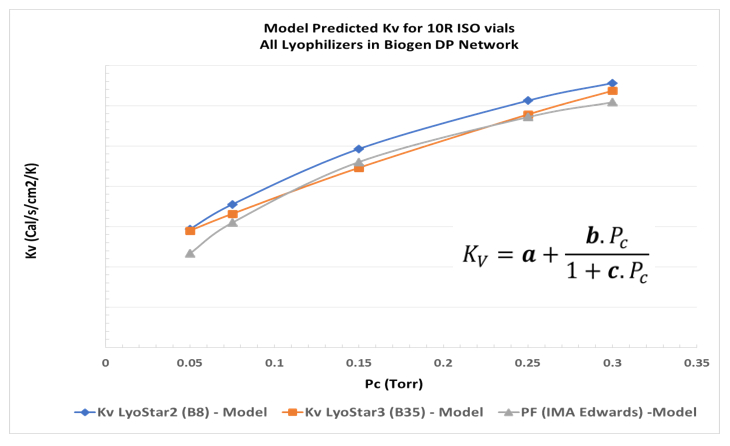 Model Predicted Kv for 10R ISO vials
All Lyophilizers in Biogen DP Network
Kv (Cal/s/cm2/K)
K_V = a + b. P_c / 1 + c. P_c
0 0.05 0.1 0.15 0.2 0.25 0.3 0.35
Pc (Torr)
Kv LyoStar2 (B8) - Model Kv LyoStar3 (B35) - Model PF (IMA Edwards) -Model